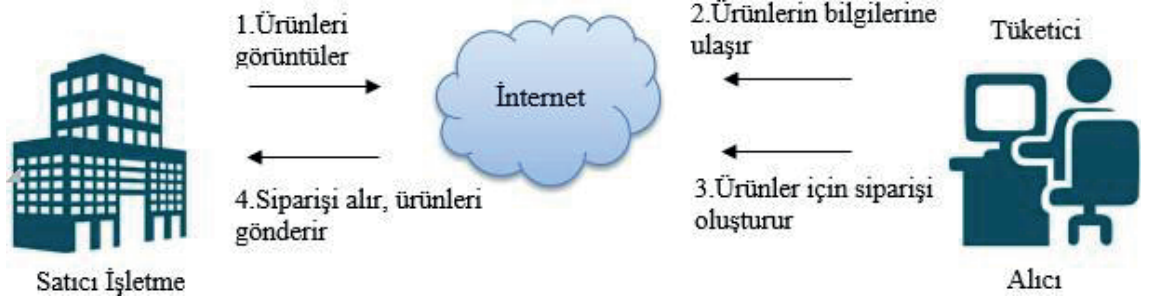 1.Ürünleri
görüntüler
2.Ürünlerin bilgilerine
ulaşır
Tüketici
İnternet
4.Siparişi alır, ürünleri
gönderir
3.Ürünler için siparişi
oluşturur
Satıcı İşletme
Alıcı